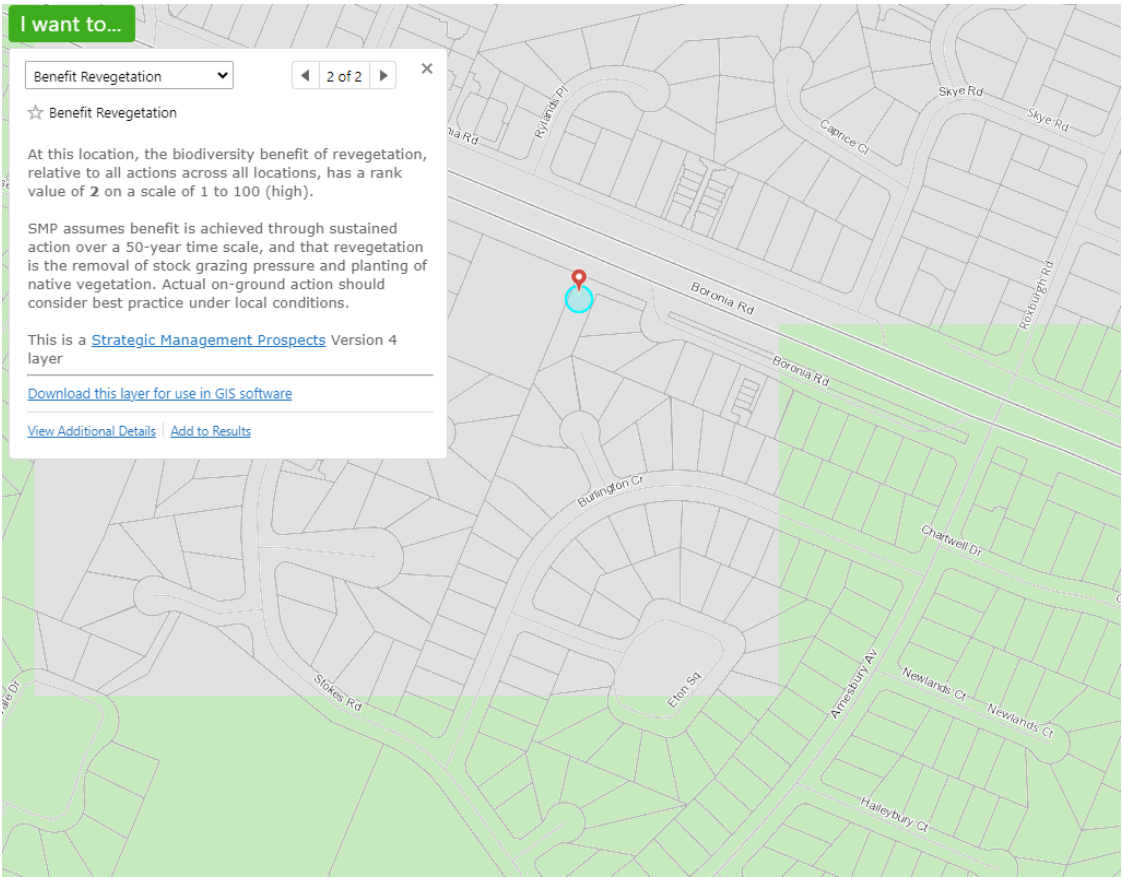 I want to...
Benefit Revegetation
2 of 2
Benefit Revegetation
At this location, the biodiversity benefit of revegetation,
relative to all actions across all locations, has a rank
value of 2 on a scale of 1 to 100 (high).
SMP assumes benefit is achieved through sustained
action over a 50-year time scale, and that revegetation
is the removal of stock grazing pressure and planting of
native vegetation. Actual on-ground action should
consider best practice under local conditions.
This is a Strategic Management Prospects Version 4
layer
Download this layer for use in GIS software
View Additional Details
Add to Results
Rylands Pl
Skye Rd
Skye Rd
Caprice Cl
nia Rd
Roxburgh Rd
Boronia Rd
Boronia Rd
Burlington Cr
Chartwell Dr
Stokes Rd
Eton Sq
Amesbury Av
Newlands Ct
Newlands Ct
ale Dr
Haileybury Ct